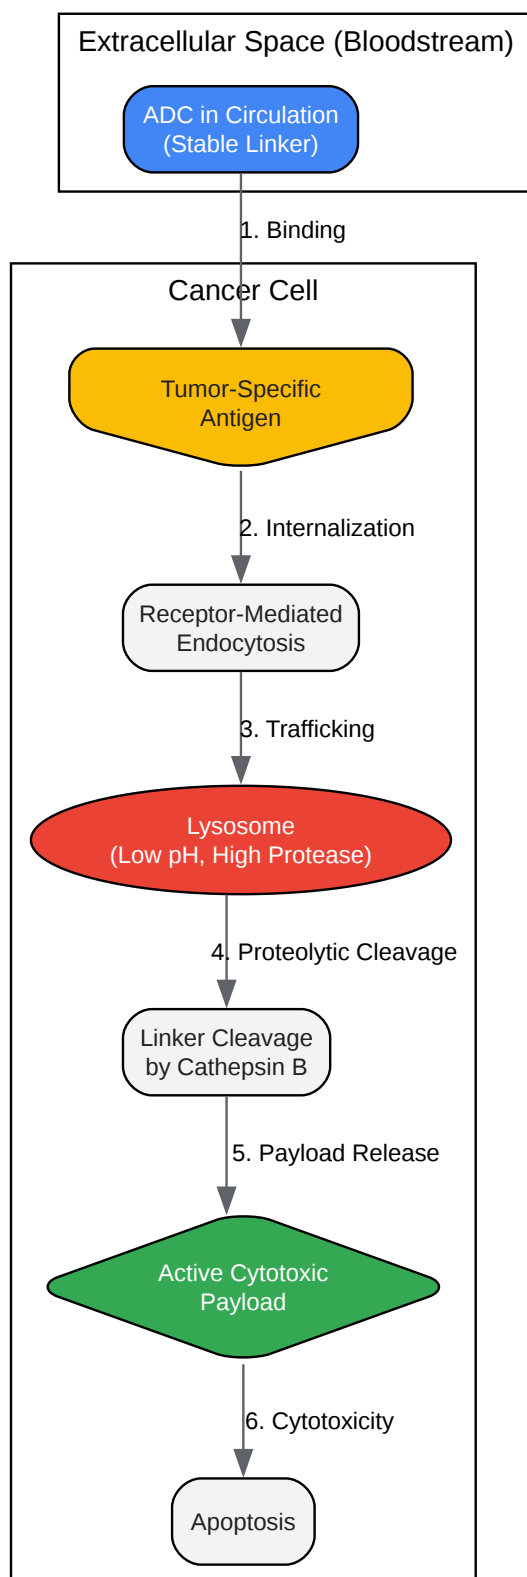 Extracellular Space (Bloodstream)
ADC in Circulation
(Stable Linker)
1. Binding
Cancer Cell
Tumor-Specific
Antigen
2. Internalization
Receptor-Mediated
Endocytosis
3. Trafficking
Lysosome
(Low pH, High Protease)
4. Proteolytic Cleavage
Linker Cleavage
by Cathepsin B
5. Payload Release
Active Cytotoxic
Payload
6. Cytotoxicity
Apoptosis